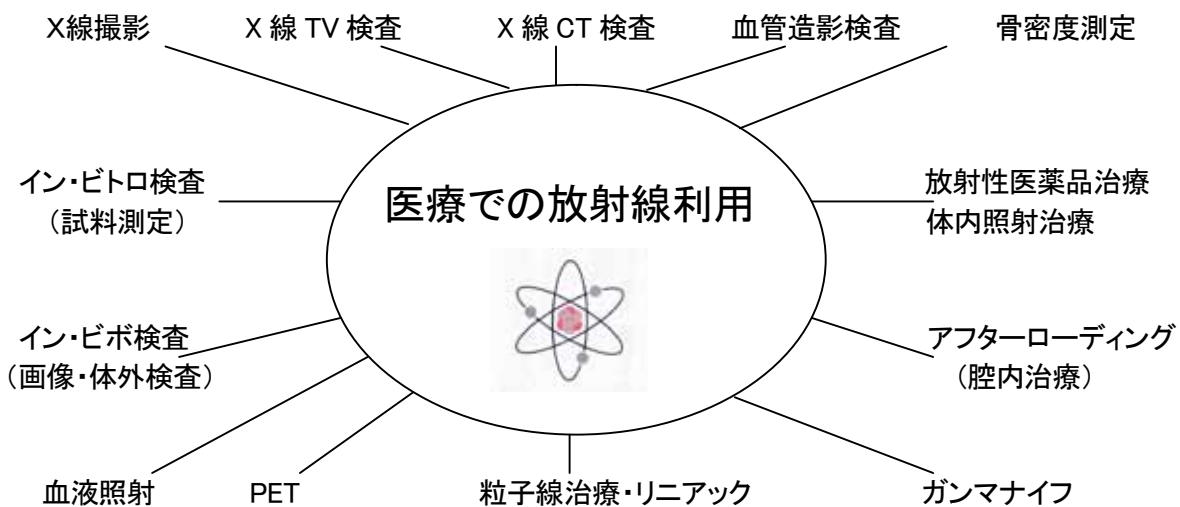 X線撮影
X 線 TV 検査
X 線 CT 検査
血管造影検査
骨密度測定
イン・ビトロ検査
（試料測定）
医療での放射線利用
放射性医薬品治療
体内照射治療
イン・ビボ検査
（画像・体外検査）
アフターローディング
（腔内治療）
血液照射
PET
粒子線治療・リニアック
ガンマナイフ